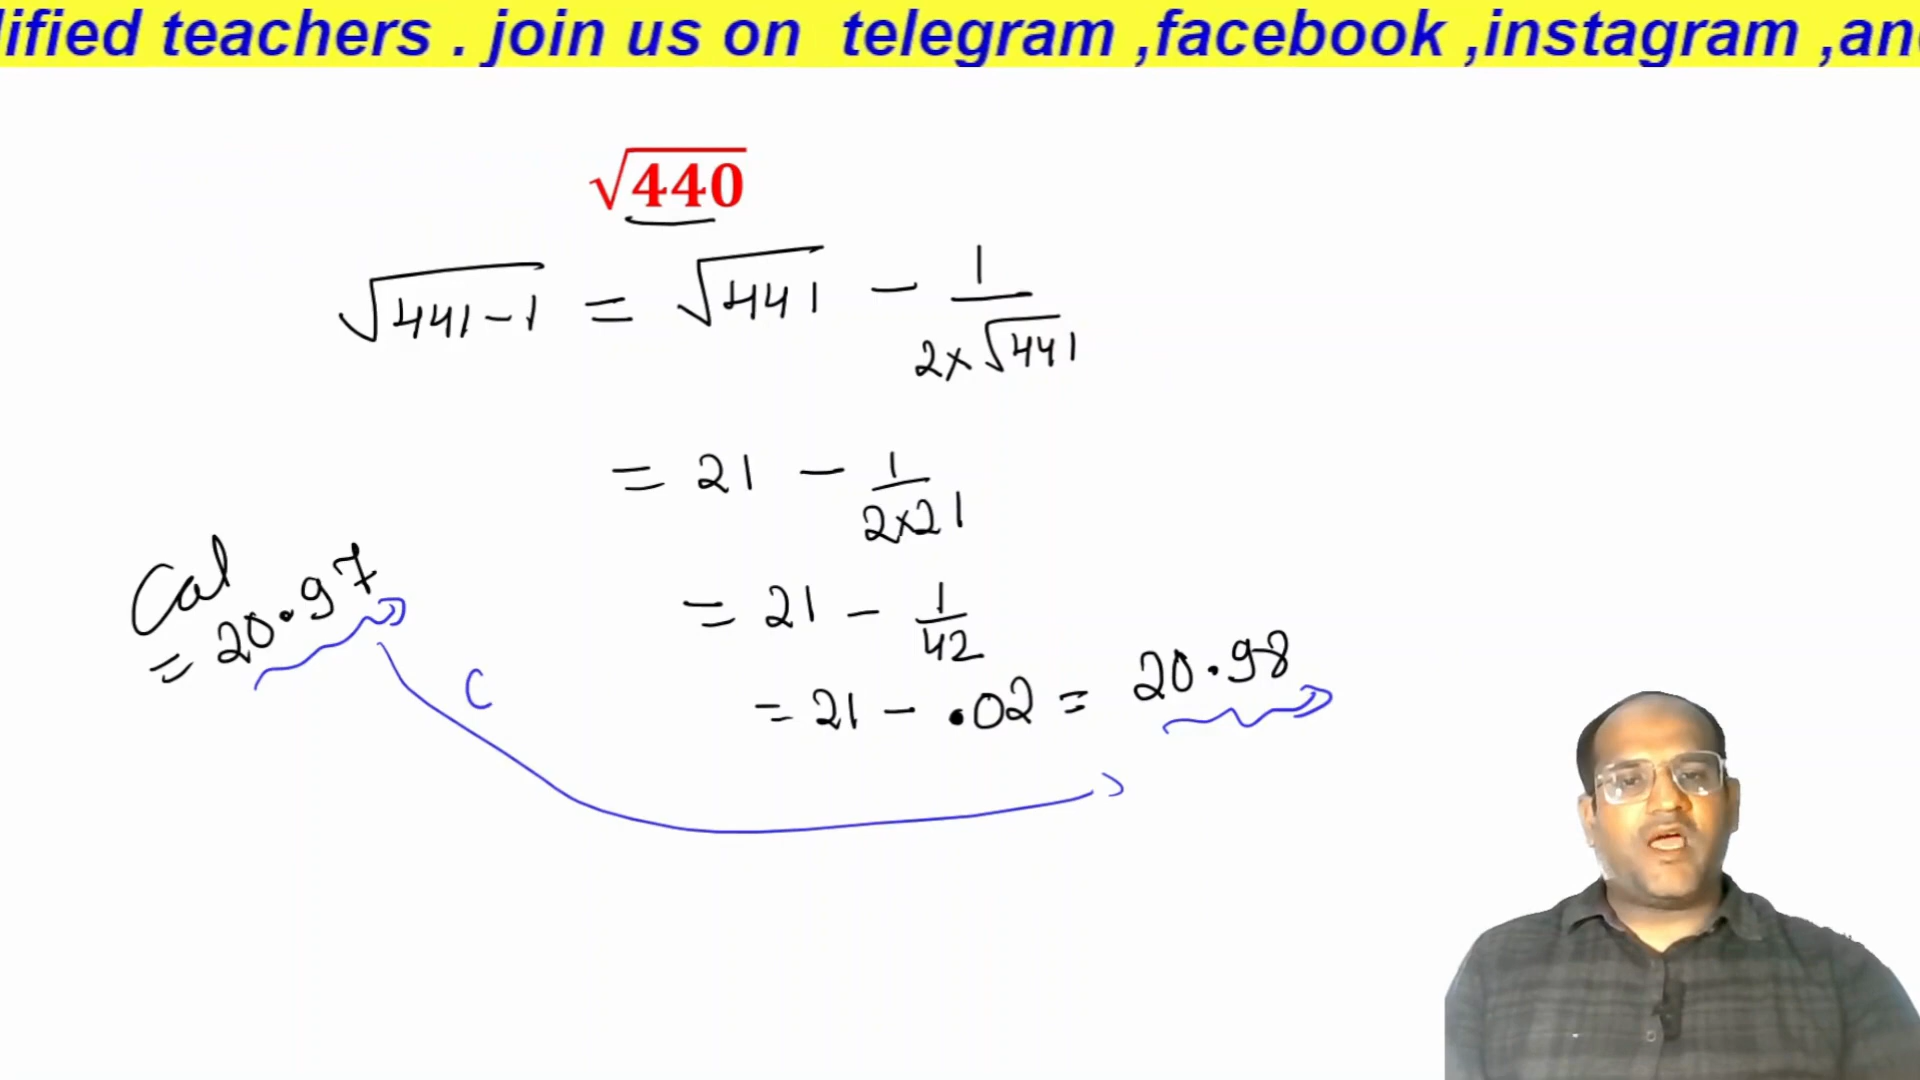 lified teachers . join us on telegram ,facebook ,instagram ,an
√440
√441-1 = √441 - 1/2×√441
= 21 - 1/2×21
= 21 - 1/42
= 21 - .02 = 20.98
Cal
= 20.97
C